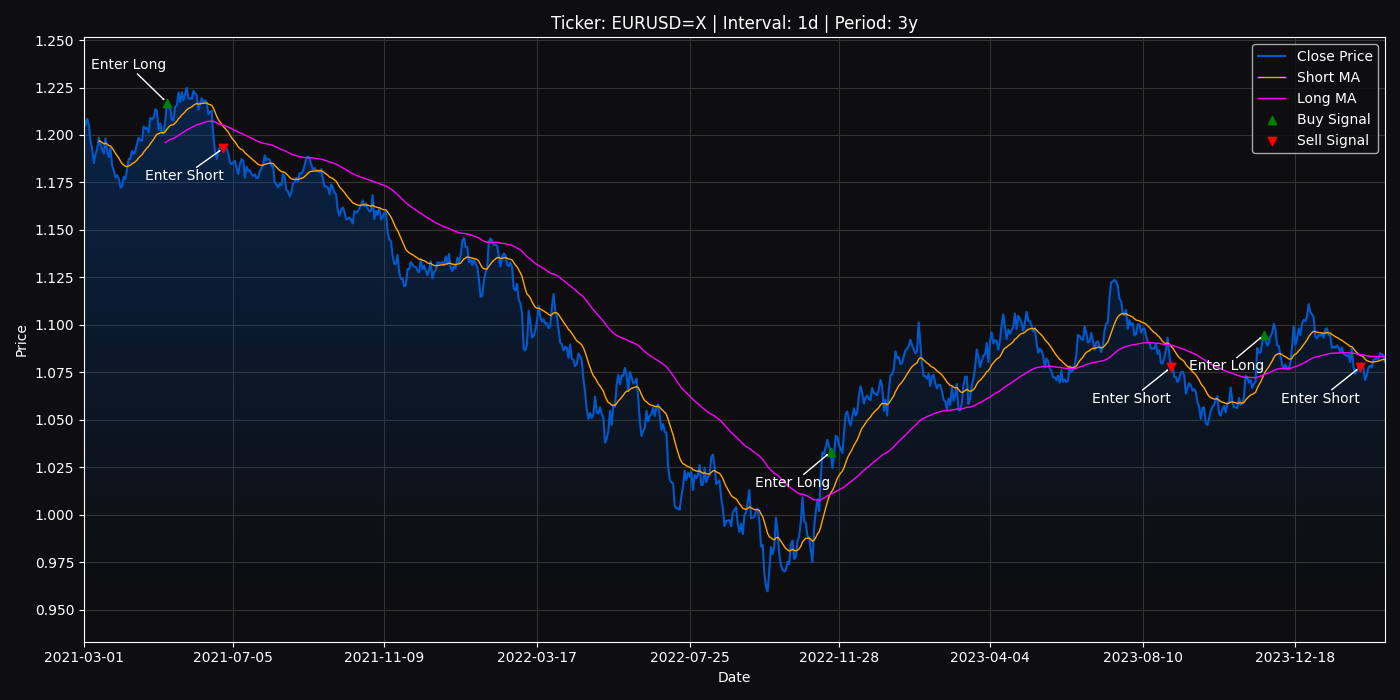 Ticker: EURUSD=X | Interval: 1d | Period: 3y
1.250
1.225
1.200
1.175
1.150
1.125
1.100
1.075
1.050
1.025
1.000
0.975
0.950
Price
Enter Long
Enter Short
Enter Long
Enter Short
Enter Long
Enter Short
Close Price
Short MA
Long MA
Buy Signal
Sell Signal
2021-03-01
2021-07-05
2021-11-09
2022-03-17
2022-07-25
2022-11-28
2023-04-04
2023-08-10
2023-12-18
Date